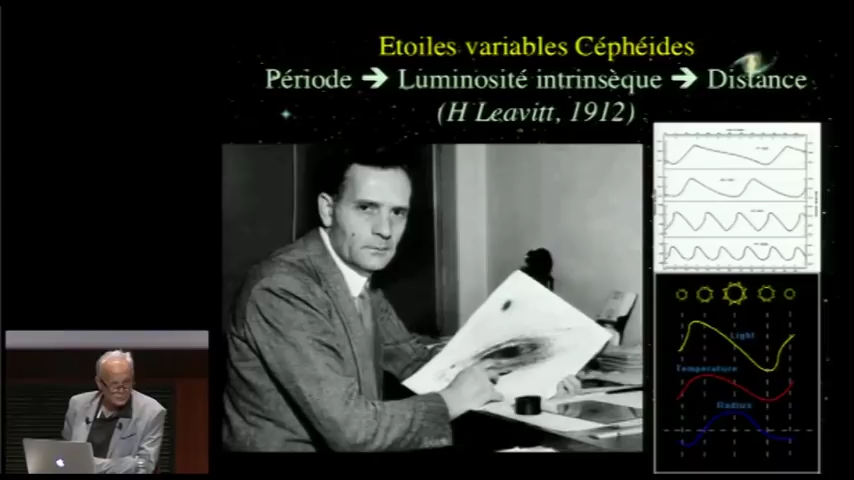 Etoiles variables Céphéides
Période ➔ Luminosité intrinsèque ➔ Distance
(H Leavitt, 1912)
Light
Temperature
Radius